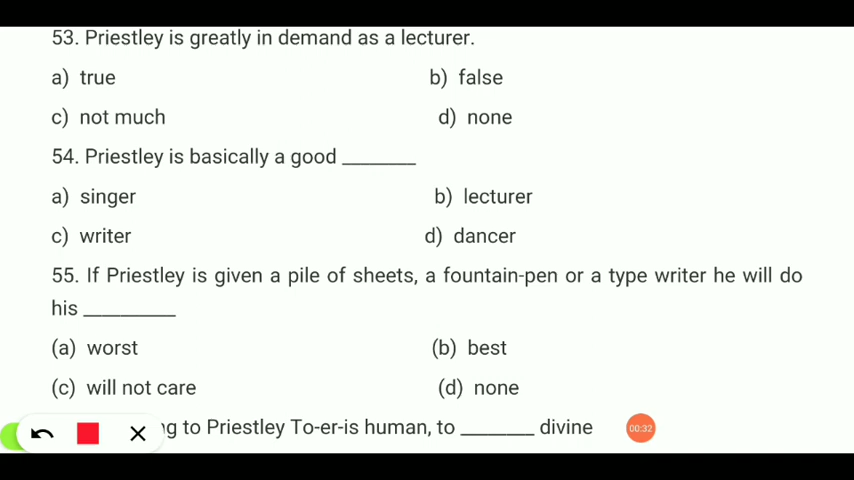 53. Priestley is greatly in demand as a lecturer.
a) true b) false
c) not much d) none
54. Priestley is basically a good ________
a) singer b) lecturer
c) writer d) dancer
55. If Priestley is given a pile of sheets, a fountain-pen or a type writer he will do
his __________
(a) worst (b) best
(c) will not care (d) none
to Priestley To-er-is human, to ________ divine
00:32